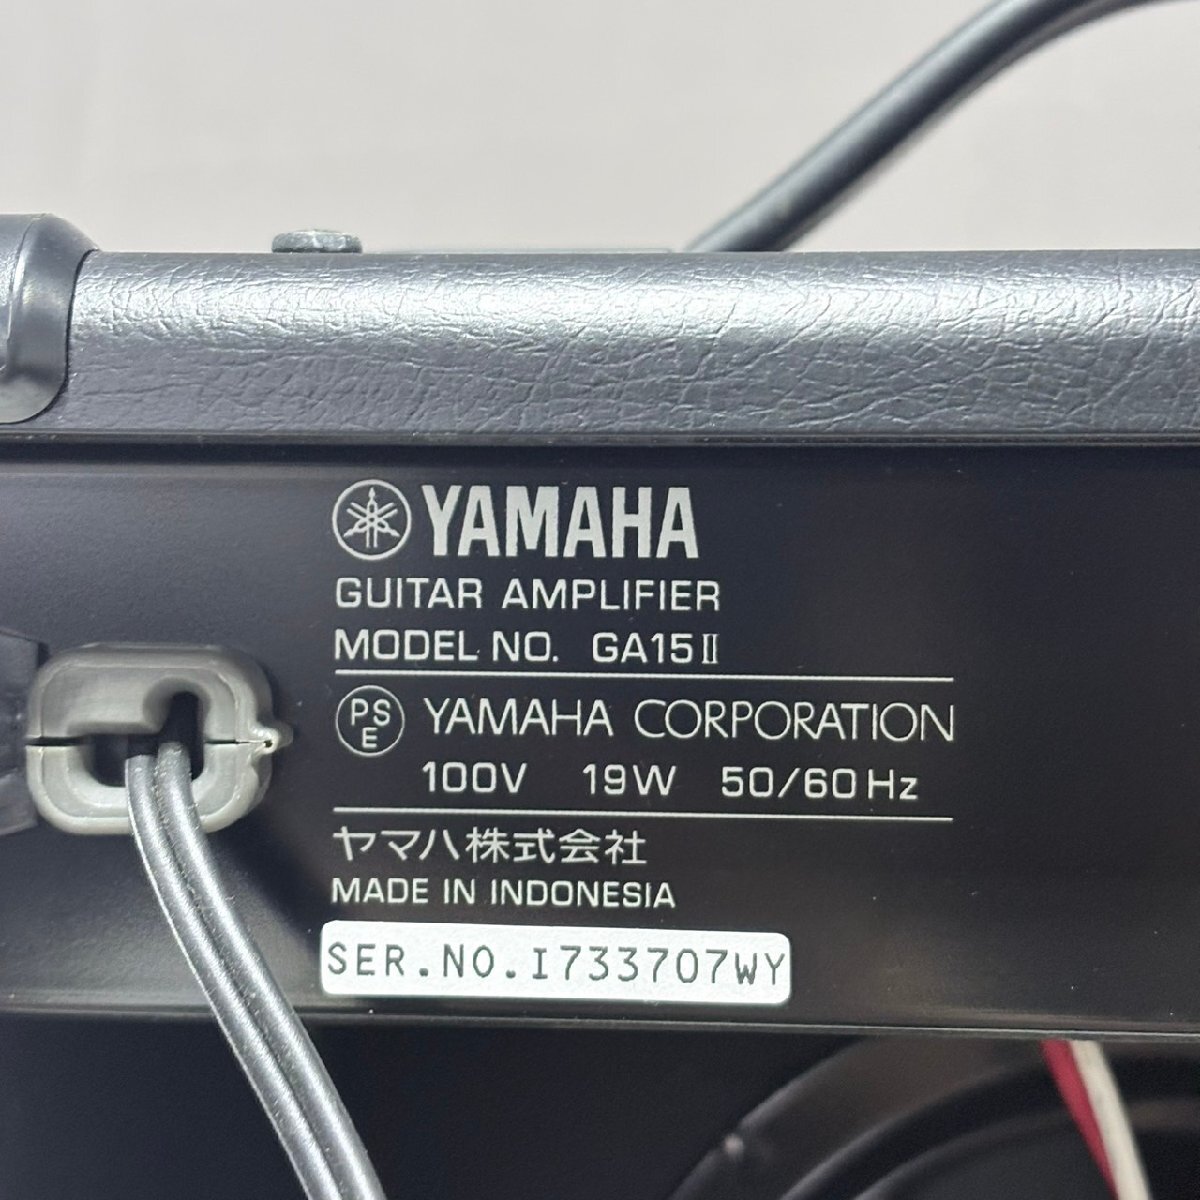 YAMAHA
GUITAR AMPLIFIER
MODEL NO. GA15II
PSE YAMAHA CORPORATION
100V 19W 50/60Hz
ヤマハ株式会社
MADE IN INDONESIA
SER.NO.I733707WY